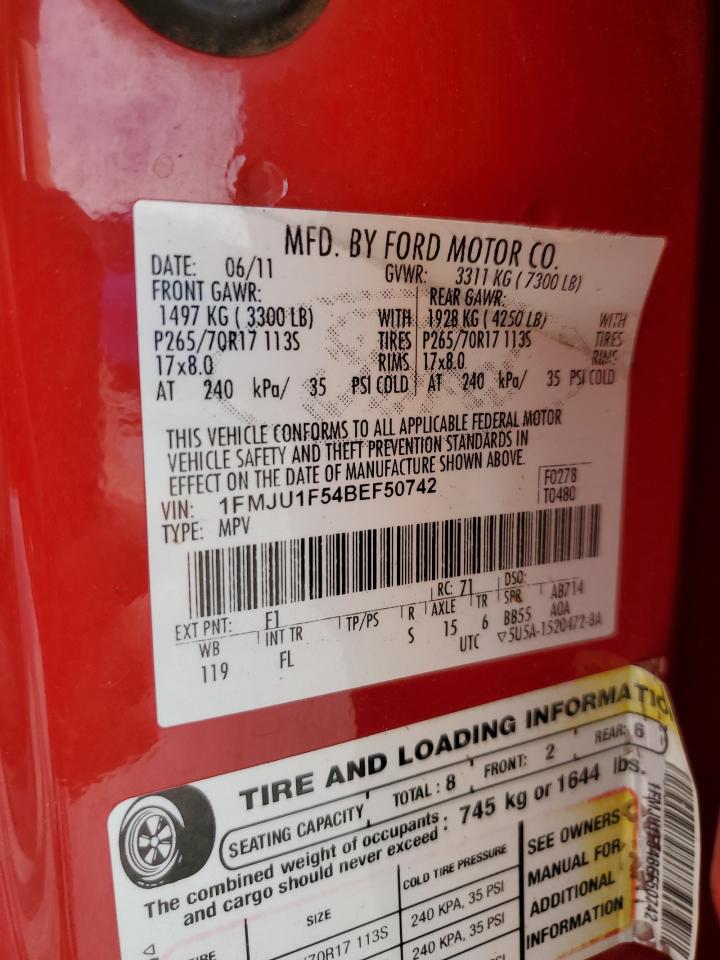 MFD. BY FORD MOTOR CO.
DATE: 06/11 GVWR: 3311 KG ( 7300 LB)
FRONT GAWR: REAR GAWR:
1497 KG ( 3300 LB) WITH 1928 KG ( 4250 LB) WITH
P265/70R17 113S TIRES P265/70R17 113S TIRES
17x8.0 RIMS 17x8.0 RIMS
AT 240 kPa/ 35 PSI COLD AT 240 kPa/ 35 PSI COLD
THIS VEHICLE CONFORMS TO ALL APPLICABLE FEDERAL MOTOR
VEHICLE SAFETY AND THEFT PREVENTION STANDARDS IN
EFFECT ON THE DATE OF MANUFACTURE SHOWN ABOVE.
VIN: 1FMJU1F54BEF50742 F0278
TYPE: MPV T0480
EXT PNT: F1 RC: 71 DSO:
WB INT TR TP/PS R AXLE TR SPR AB714
119 FL S 15 6 BB55 AOA
UTC ▽5U5A-1520472-BA
TIRE AND LOADING INFORMATION
SEATING CAPACITY TOTAL : 8 FRONT: 2 REAR: 6
The combined weight of occupants : 745 kg or 1644 lbs.
and cargo should never exceed :
SIZE COLD TIRE PRESSURE SEE OWNERS
70R17 113S 240 KPA, 35 PSI MANUAL FOR
240 KPA, 35 PSI ADDITIONAL
INFORMATION